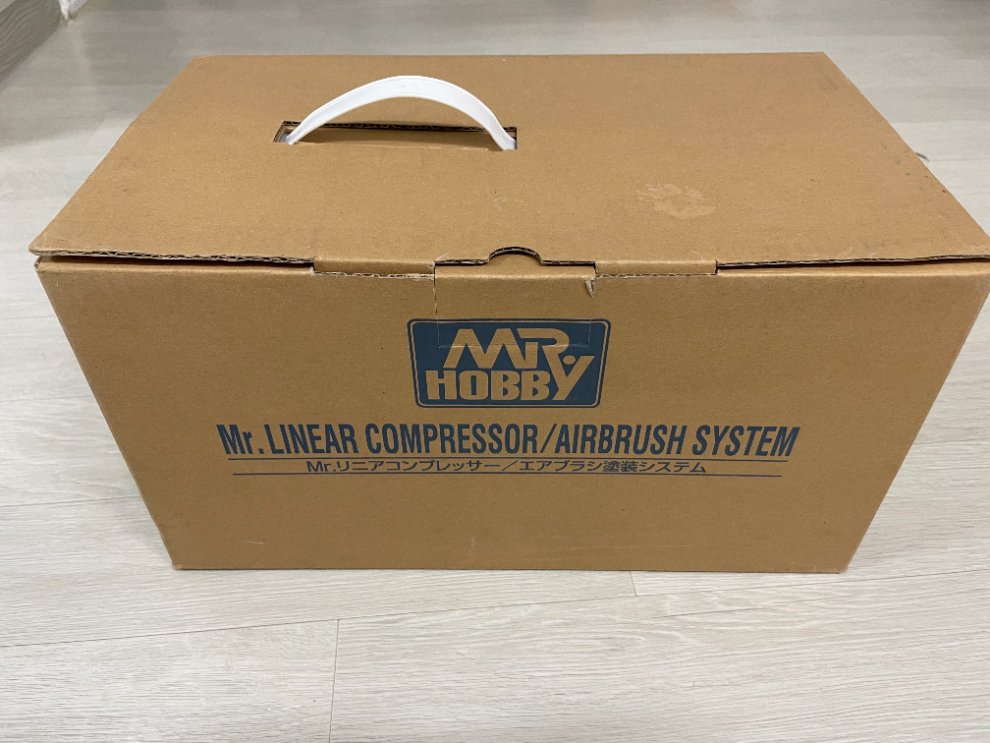 MR.
HOBBY
Mr. LINEAR COMPRESSOR/AIRBRUSH SYSTEM
Mr.リニアコンプレッサー／エアブラシ塗装システム